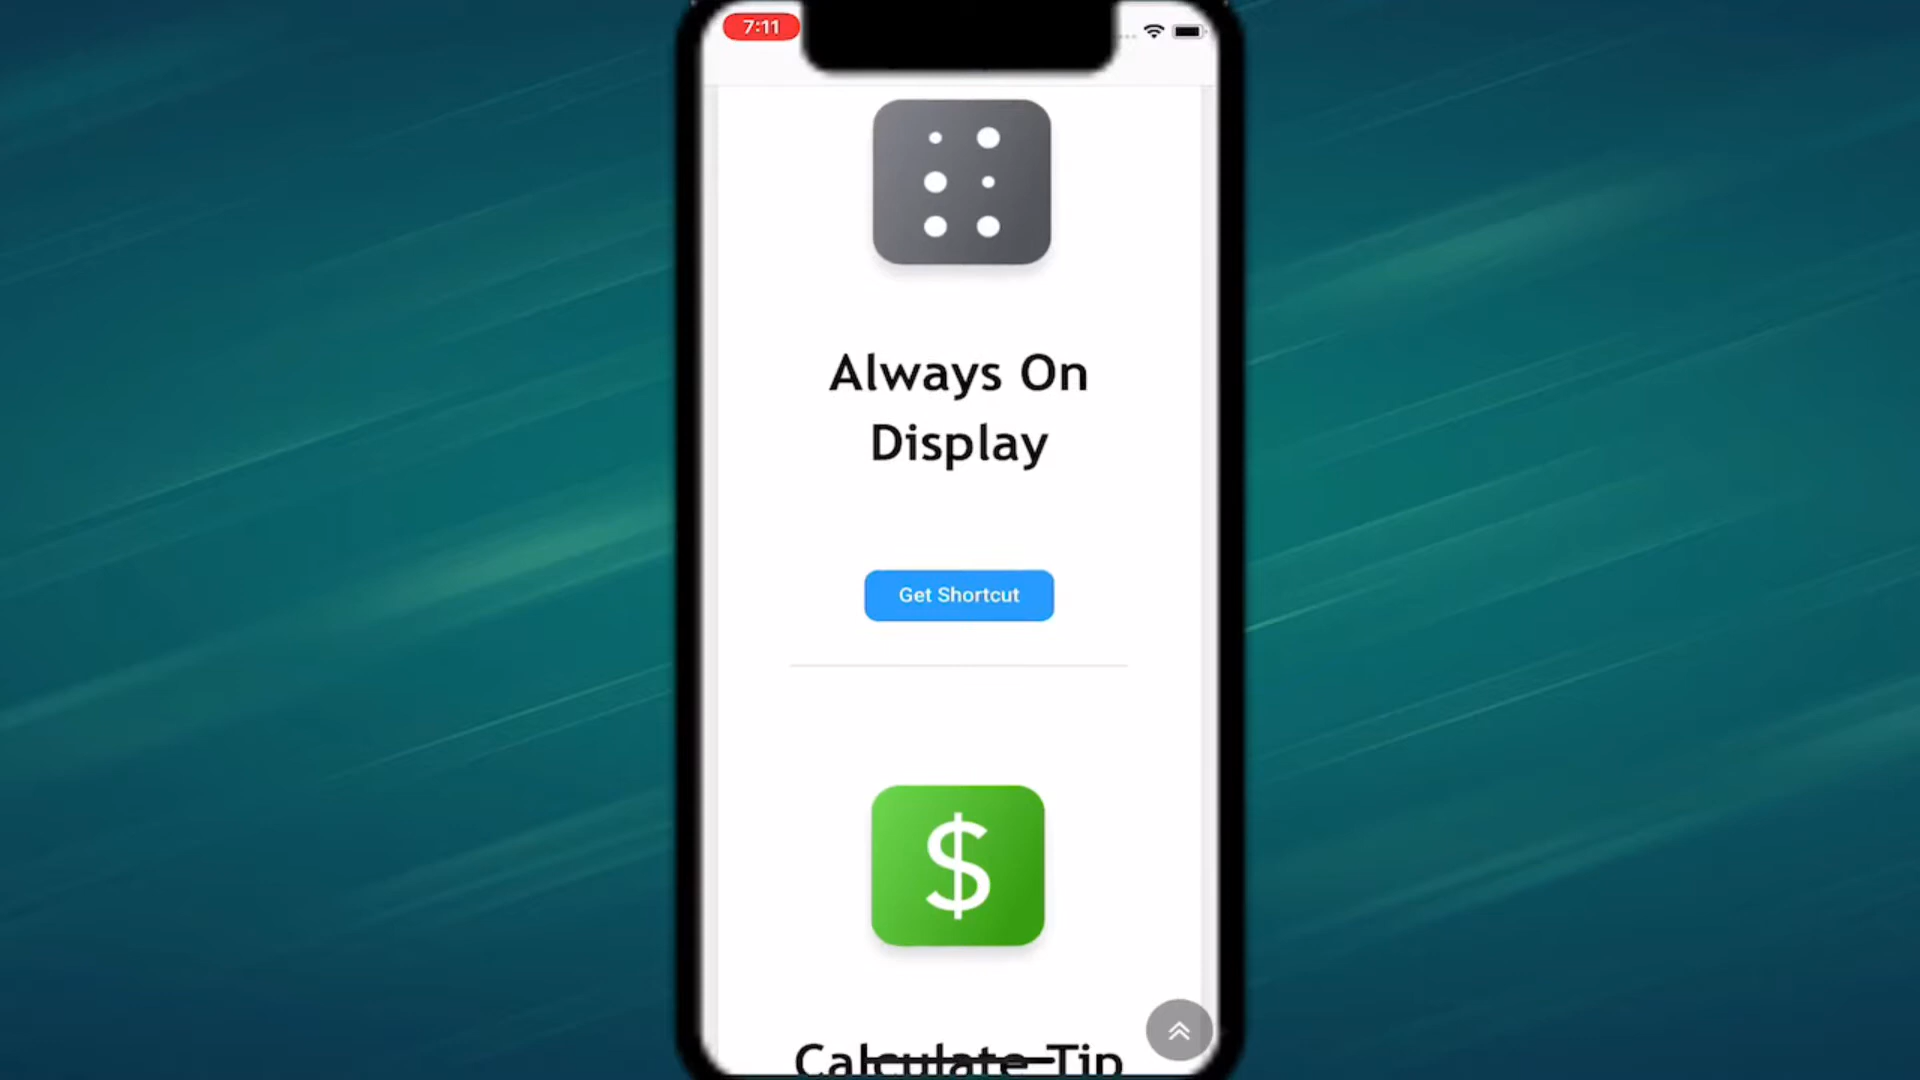 7:11
Always On
Display
Get Shortcut
$
Calculate Tip